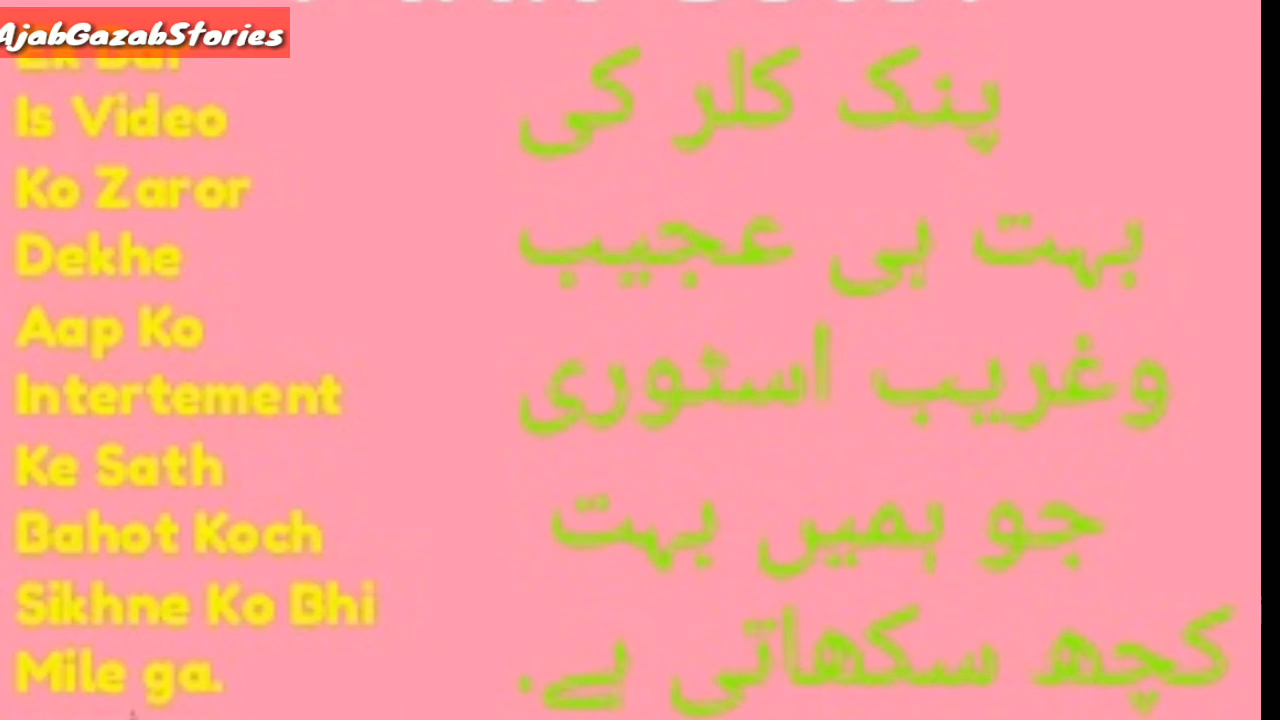 AjabGazabStories
Is Video
Ko Zaror
Dekhe
Aap Ko
Intertement
Ke Sath
Bahot Koch
Sikhne Ko Bhi
Mile ga.
پنک کلر کی
بہت ہی عجیب
وغریب اسٹوری
جو ہمیں بہت
کچھ سکھاتی ہے.